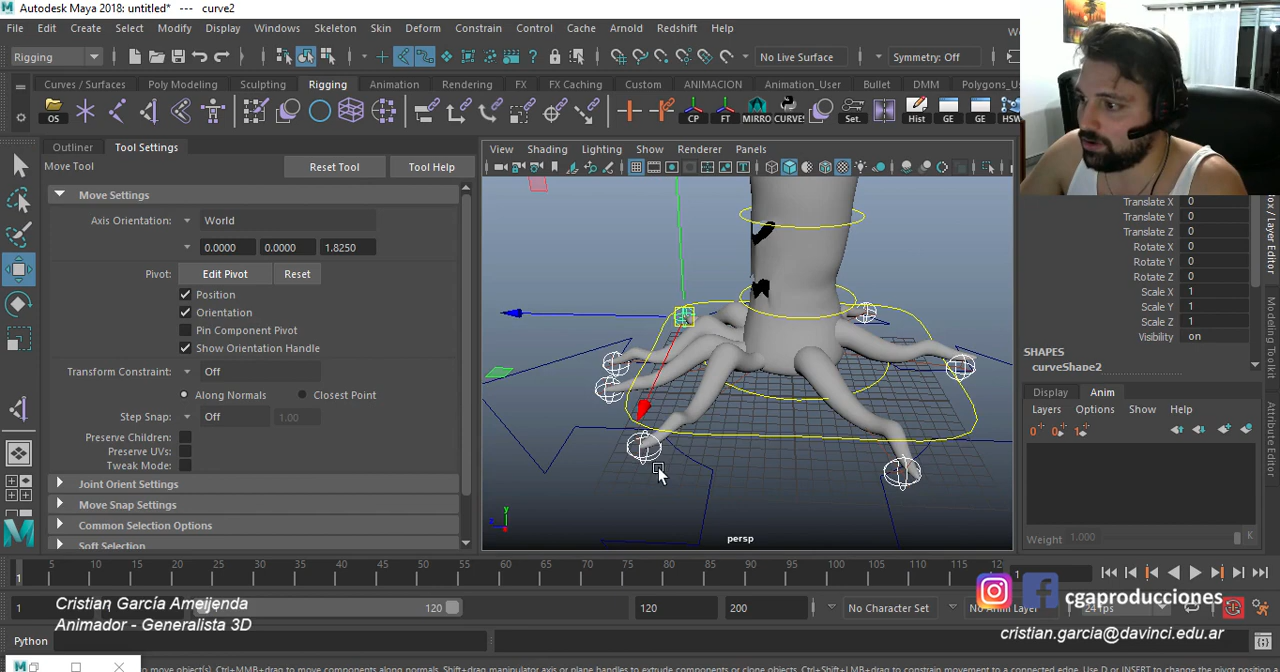 Autodesk Maya 2018: untitled* --- curve2
File Edit Create Select Modify Display Windows Skeleton Skin Deform Constrain Control Cache Arnold Redshift Help
Rigging No Live Surface Symmetry: Off
Curves / Surfaces Poly Modeling Sculpting Rigging Animation Rendering FX FX Caching Custom ANIMACION Animation_User Bullet DMM Polygons_U
OS CP FT MIRRO CURVE Set. Hist GE GE HSW
Outliner Tool Settings
Move Tool Reset Tool Tool Help
Move Settings
Axis Orientation: World
0.0000 0.0000 1.8250
Pivot: Edit Pivot Reset
Position
Orientation
Pin Component Pivot
Show Orientation Handle
Transform Constraint: Off
Along Normals Closest Point
Step Snap: Off 1.00
Preserve Children:
Preserve UVs:
Tweak Mode:
Joint Orient Settings
Move Snap Settings
Common Selection Options
Soft Selection
View Shading Lighting Show Renderer Panels
persp
Translate X 0
Translate Y 0
Translate Z 0
Rotate X 0
Rotate Y 0
Rotate Z 0
Scale X 1
Scale Y 1
Scale Z 1
Visibility on
SHAPES
curveShape2
Display Anim
Layers Options Show Help
Weight 1.000
Modeling Toolkit
Attribute Editor
1 5 10 15 20 25 30 35 40 45 50 55 60 65 70 75 80 85 90 95 100 105 110 115 1
1 120 120 200 No Character Set 24 fps
Cristian García Ameijenda
Animador - Generalista 3D
cgaproducciones
cristian.garcia@davinci.edu.ar
Python